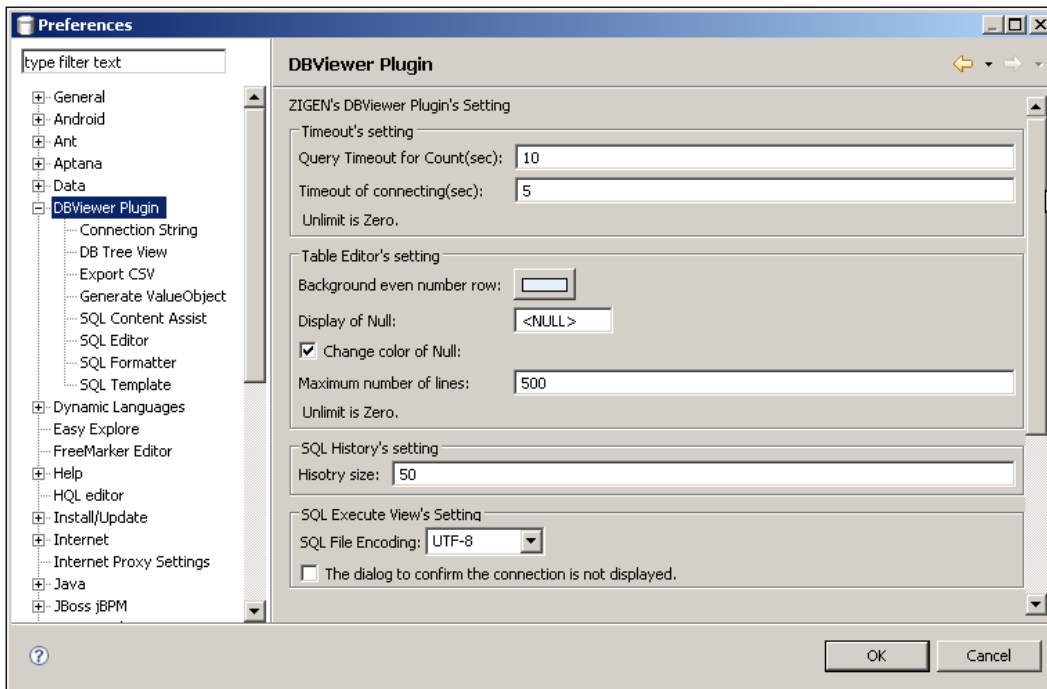 Preferences
type filter text
General
Android
Ant
Aptana
Data
DBViewer Plugin
Connection String
DB Tree View
Export CSV
Generate ValueObject
SQL Content Assist
SQL Editor
SQL Formatter
SQL Template
Dynamic Languages
Easy Explore
FreeMarker Editor
Help
HQL editor
Install/Update
Internet
Internet Proxy Settings
Java
JBoss jBPM
DBViewer Plugin
ZIGEN's DBViewer Plugin's Setting
Timeout's setting
Query Timeout for Count(sec): 10
Timeout of connecting(sec): 5
Unlimit is Zero.
Table Editor's setting
Background even number row:
Display of Null: <NULL>
Change color of Null:
Maximum number of lines: 500
Unlimit is Zero.
SQL History's setting
Hisotry size: 50
SQL Execute View's Setting
SQL File Encoding: UTF-8
The dialog to confirm the connection is not displayed.
OK Cancel